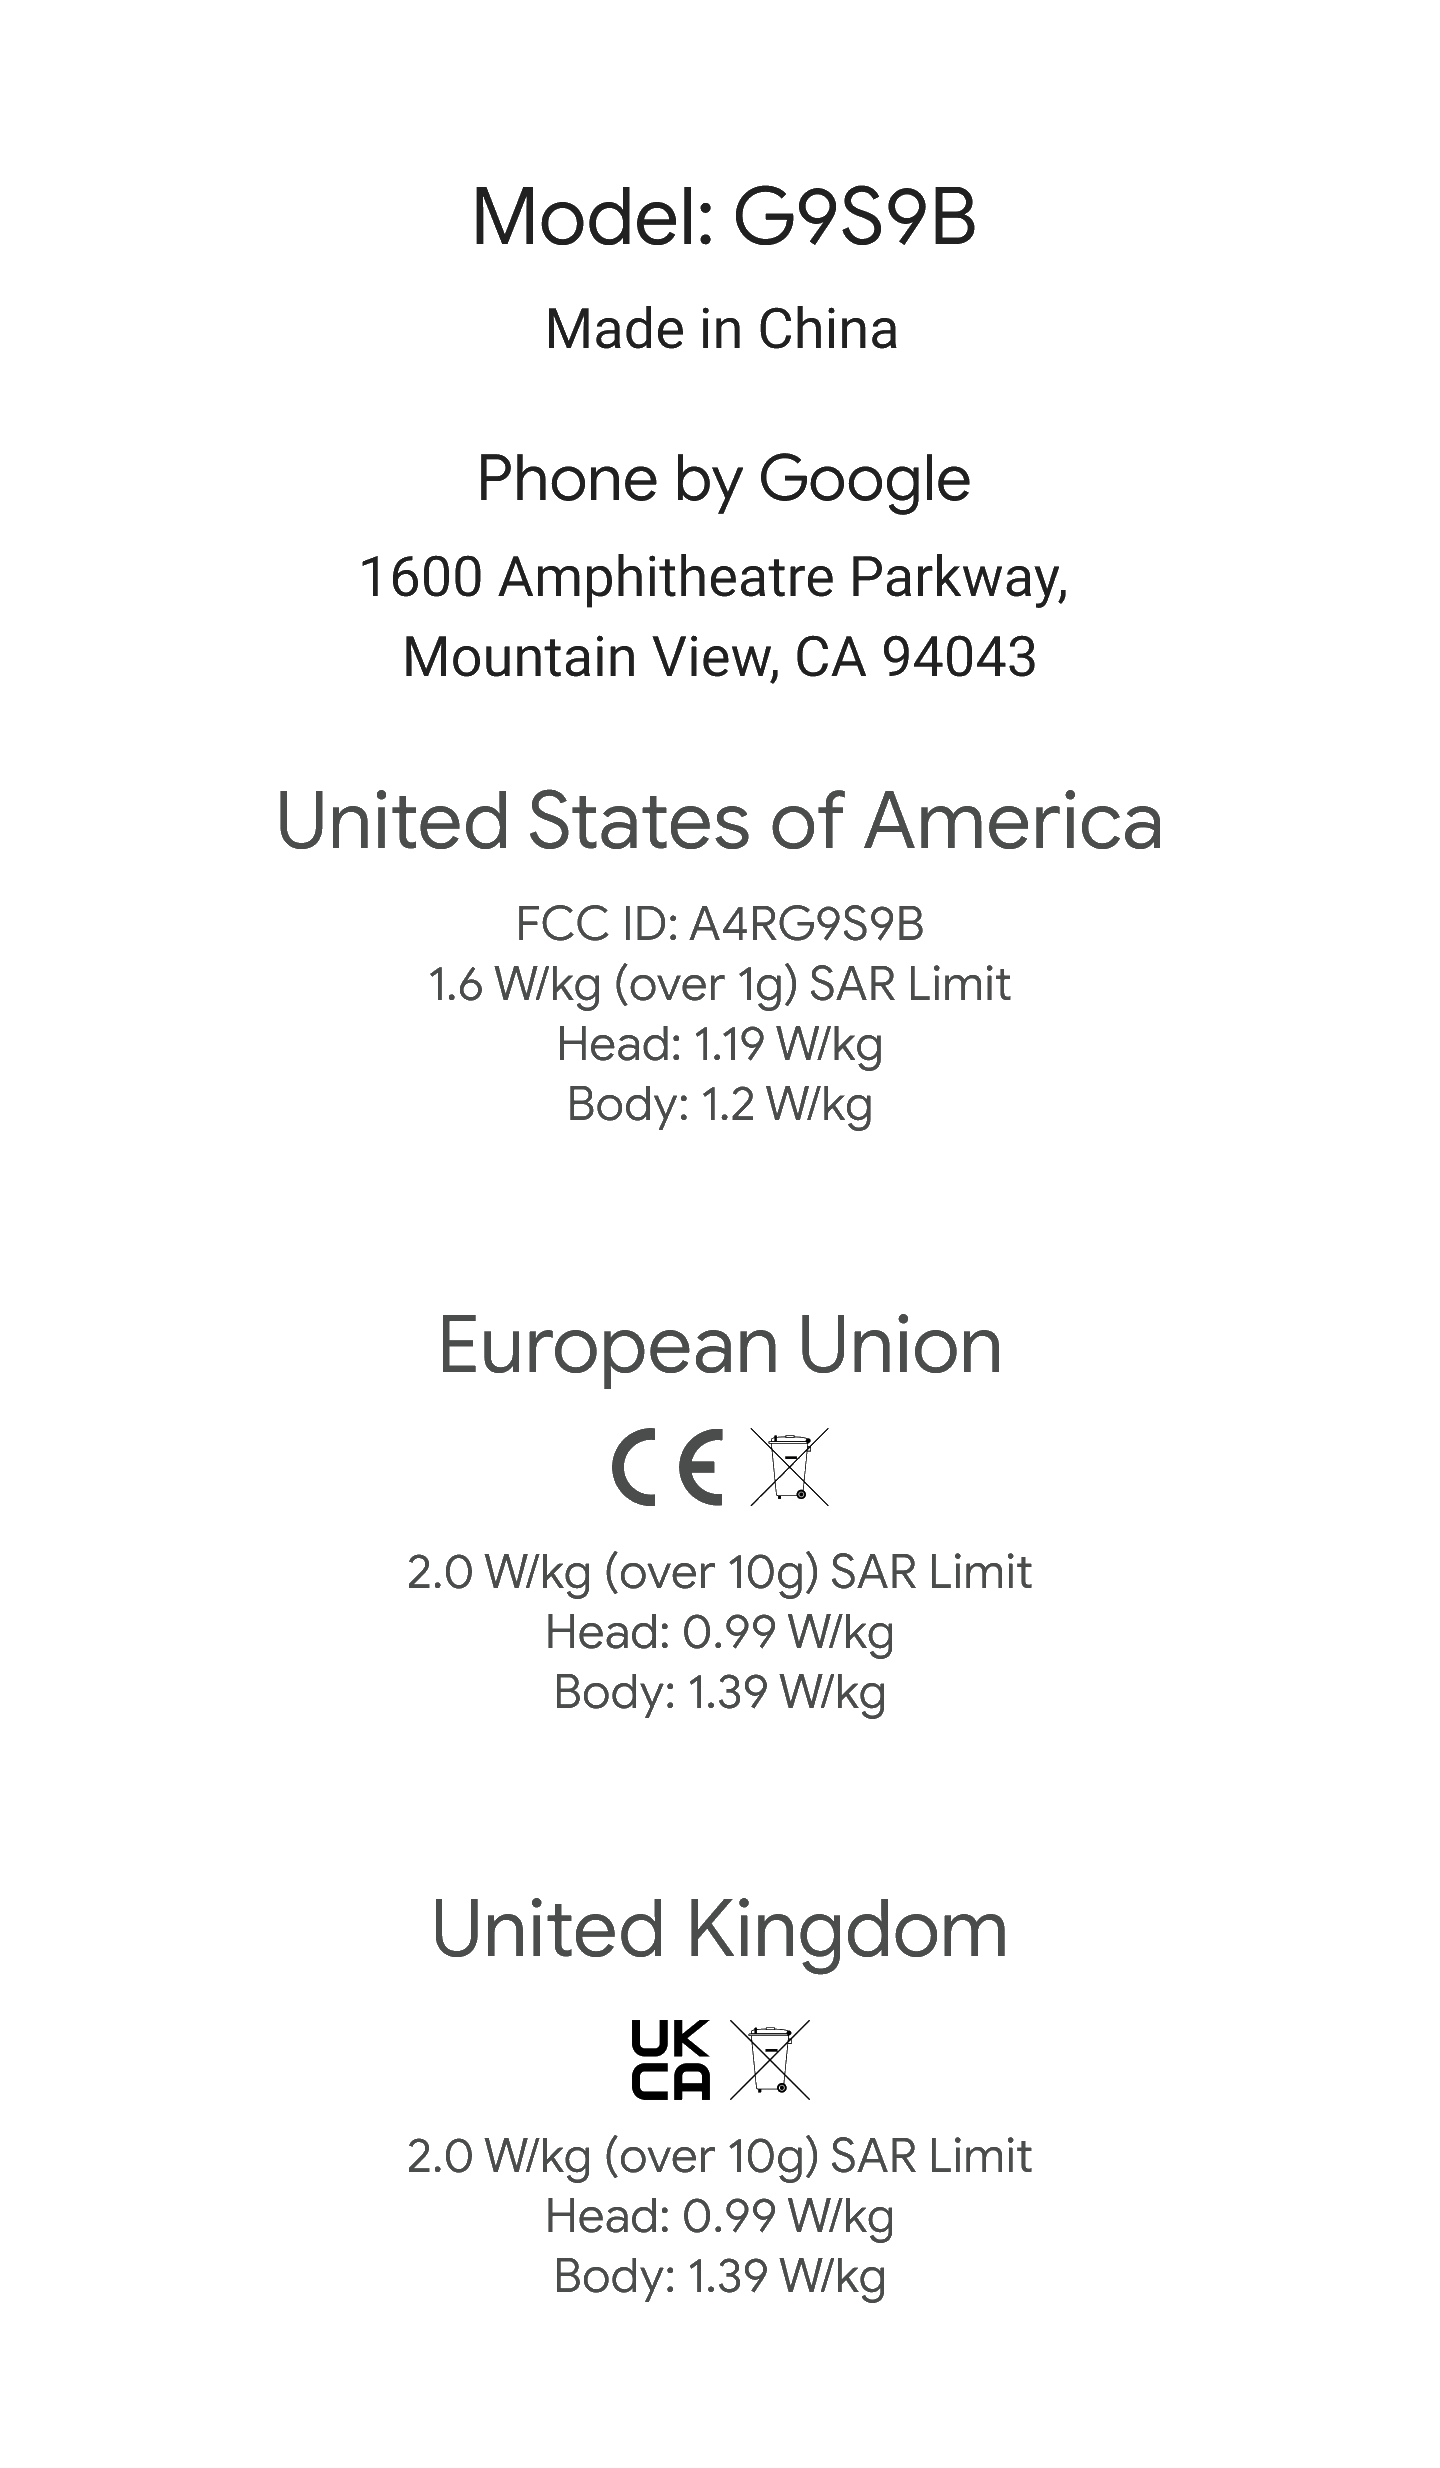 Model: G9S9B
Made in China
Phone by Google
1600 Amphitheatre Parkway,
Mountain View, CA 94043
United States of America
FCC ID: A4RG9S9B
1.6 W/kg (over 1g) SAR Limit
Head: 1.19 W/kg
Body: 1.2 W/kg
European Union
CE
2.0 W/kg (over 10g) SAR Limit
Head: 0.99 W/kg
Body: 1.39 W/kg
United Kingdom
UK
CA
2.0 W/kg (over 10g) SAR Limit
Head: 0.99 W/kg
Body: 1.39 W/kg